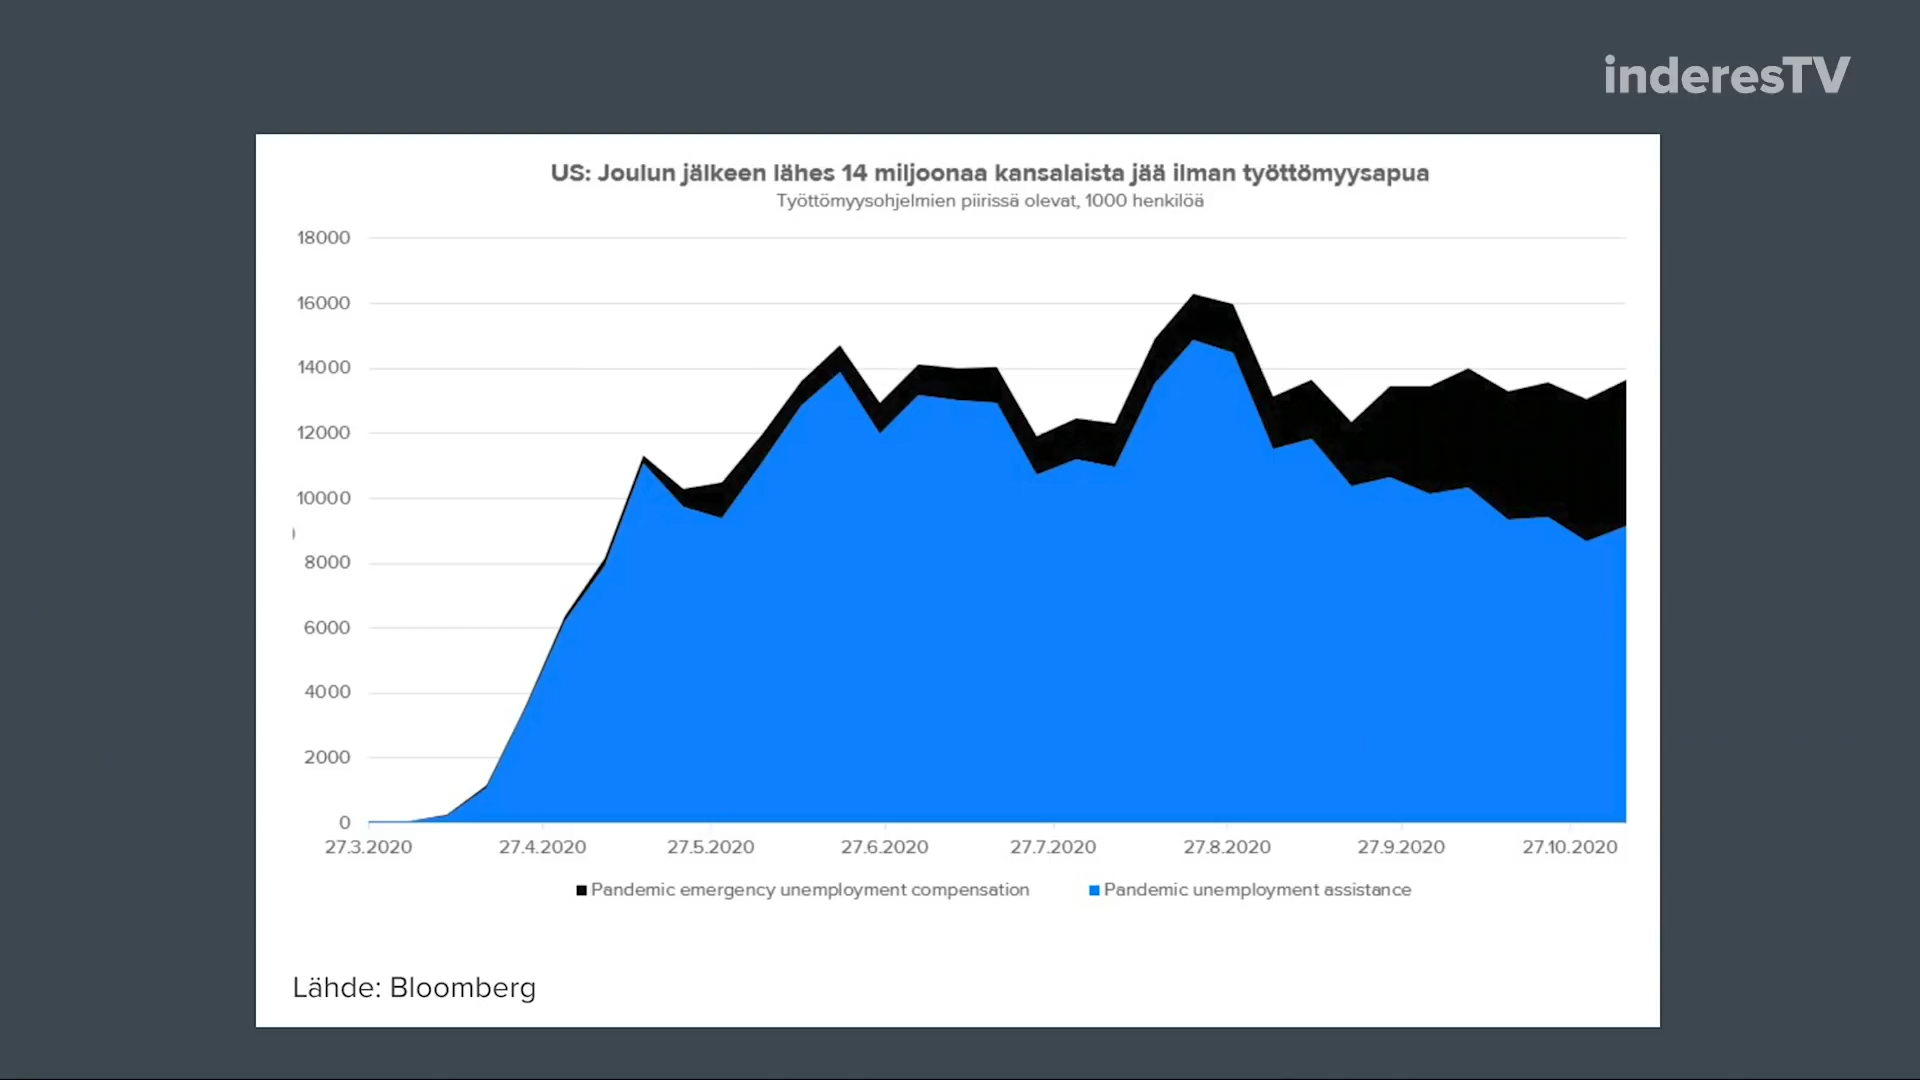 inderesTV
US: Joulun jälkeen lähes 14 miljoonaa kansalaista jää ilman työttömyysapua
Työttömyysohjelmien piirissä olevat, 1000 henkilöä
18000
16000
14000
12000
10000
8000
6000
4000
2000
0
27.3.2020 27.4.2020 27.5.2020 27.6.2020 27.7.2020 27.8.2020 27.9.2020 27.10.2020
Pandemic emergency unemployment compensation Pandemic unemployment assistance
Lähde: Bloomberg